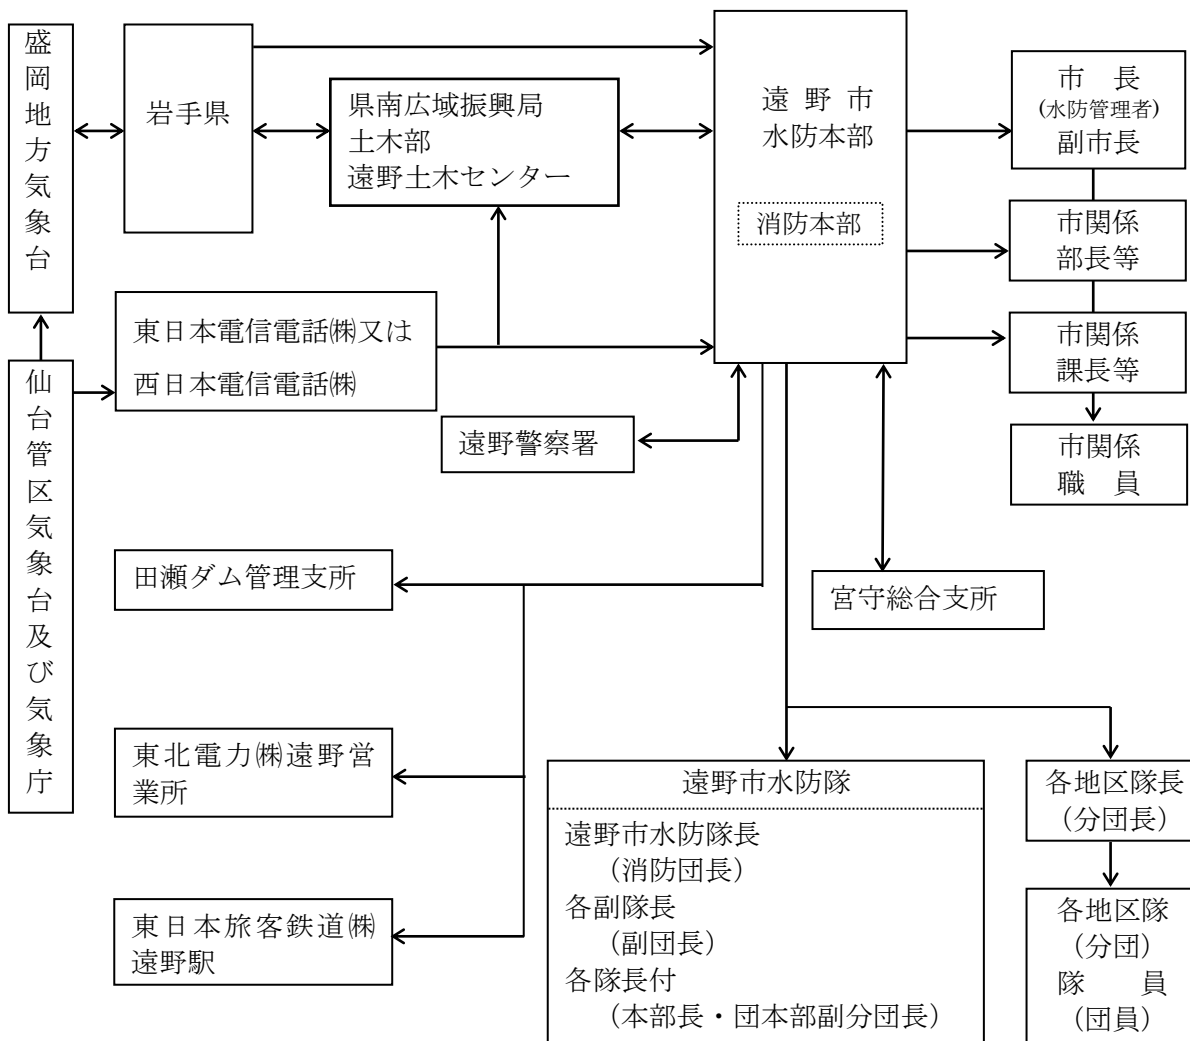 盛岡地方気象台
岩手県
県南広域振興局
土木部
遠野土木センター
遠野市
水防本部
消防本部
市　長
(水防管理者)
副市長
市関係
部長等
市関係
課長等
市関係
職　員
仙台管区気象台及び気象庁
東日本電信電話㈱又は
西日本電信電話㈱
遠野警察署
田瀬ダム管理支所
宮守総合支所
東北電力㈱遠野営
業所
東日本旅客鉄道㈱
遠野駅
遠野市水防隊
遠野市水防隊長
（消防団長）
各副隊長
（副団長）
各隊長付
（本部長・団本部副分団長）
各地区隊長
（分団長）
各地区隊
（分団）
隊　員
（団員）